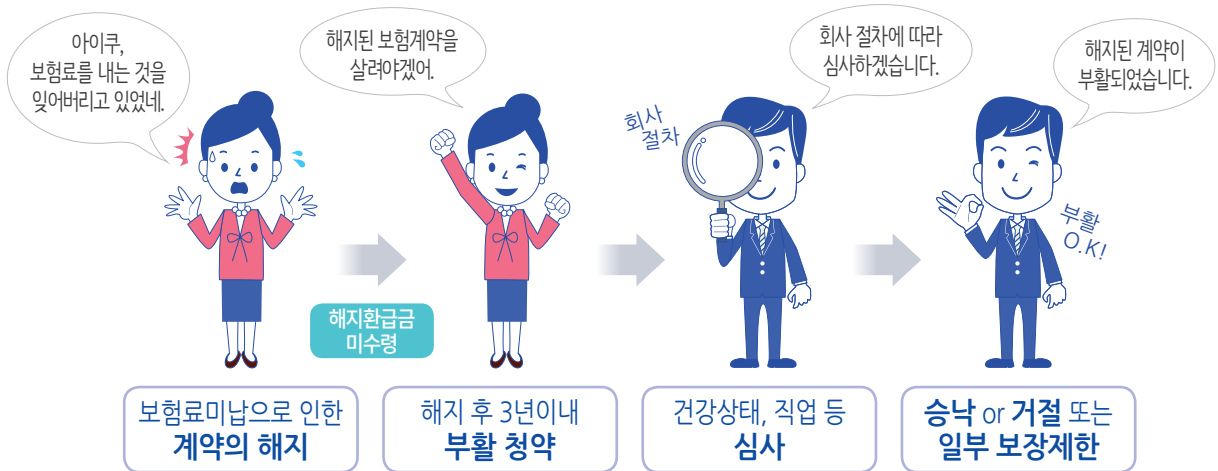 아이쿠,
보험료를 내는 것을
잊어버리고 있었네.
해지된 보험계약을
살려야겠어.
회사 절차에 따라
심사하겠습니다.
해지된 계약이
부활되었습니다.
회사
절차
부활
O.K!
해지환급금
미수령
보험료미납으로 인한
계약의 해지
해지 후 3년이내
부활 청약
건강상태, 직업 등
심사
승낙 or 거절 또는
일부 보장제한